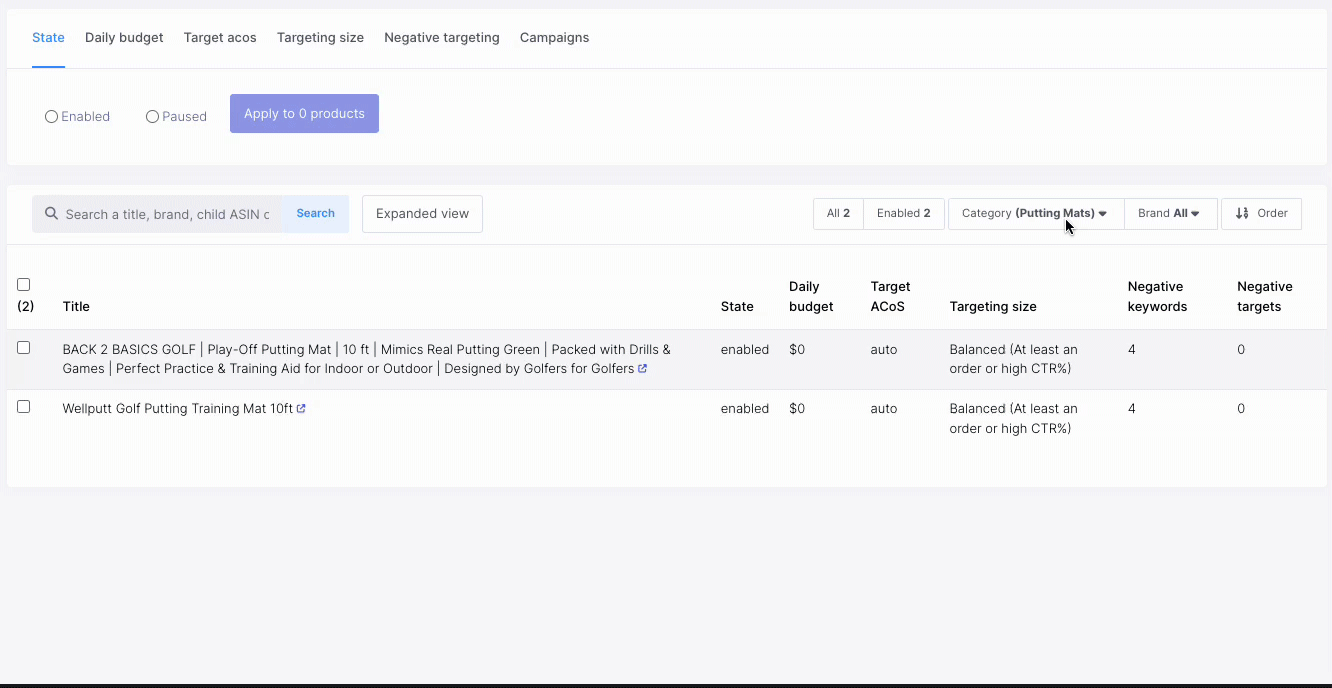 State Daily budget Target acos Targeting size Negative targeting Campaigns
Enabled Paused Apply to 0 products
Search a title, brand, child ASIN c Search Expanded view All 2 Enabled 2 Category (Putting Mats) Brand All Order
(2) Title State Daily budget Target ACoS Targeting size Negative keywords Negative targets
BACK 2 BASICS GOLF | Play-Off Putting Mat | 10 ft | Mimics Real Putting Green | Packed with Drills & enabled $0 auto Balanced (At least an 4 0
Games | Perfect Practice & Training Aid for Indoor or Outdoor | Designed by Golfers for Golfers order or high CTR%)
Wellputt Golf Putting Training Mat 10ft enabled $0 auto Balanced (At least an 4 0
order or high CTR%)